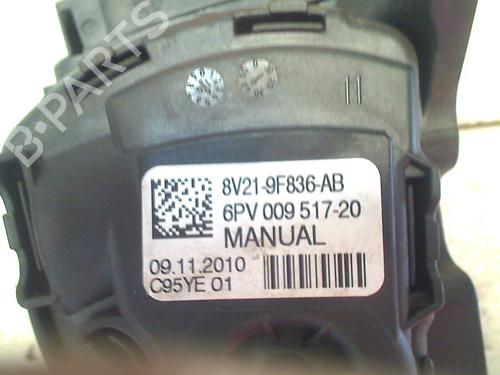 B-PARTS
11
8V21-9F836-AB
6PV 009 517-20
MANUAL
09.11.2010
C95YE 01